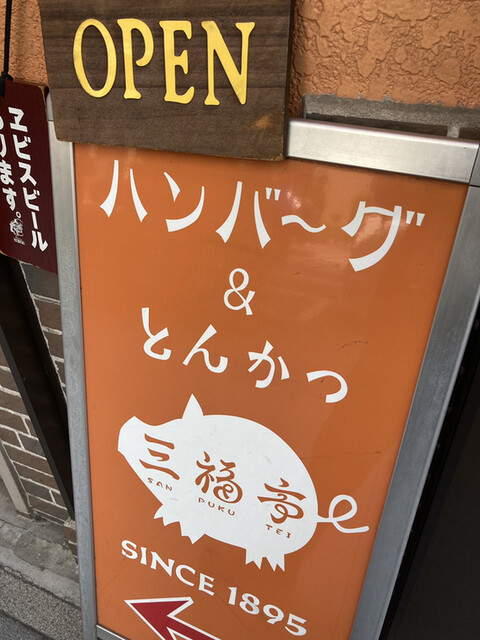 OPEN
ヱビスビール
あります。
ハンバ〜グ
&
とんかつ
三福亭
SAN PUKU TEI
SINCE 1895